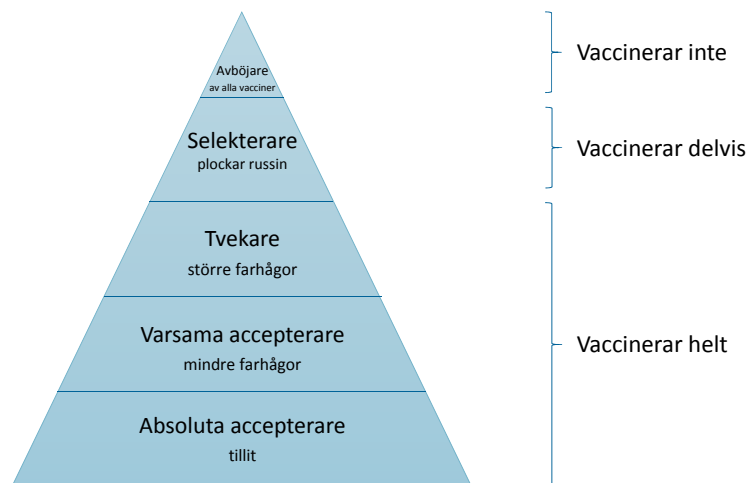 Avböjare
av alla vacciner
Vaccinerar inte
Selekterare
plockar russin
Vaccinerar delvis
Tvekare
större farhågor
Varsama accepterare
mindre farhågor
Vaccinerar helt
Absoluta accepterare
tillit